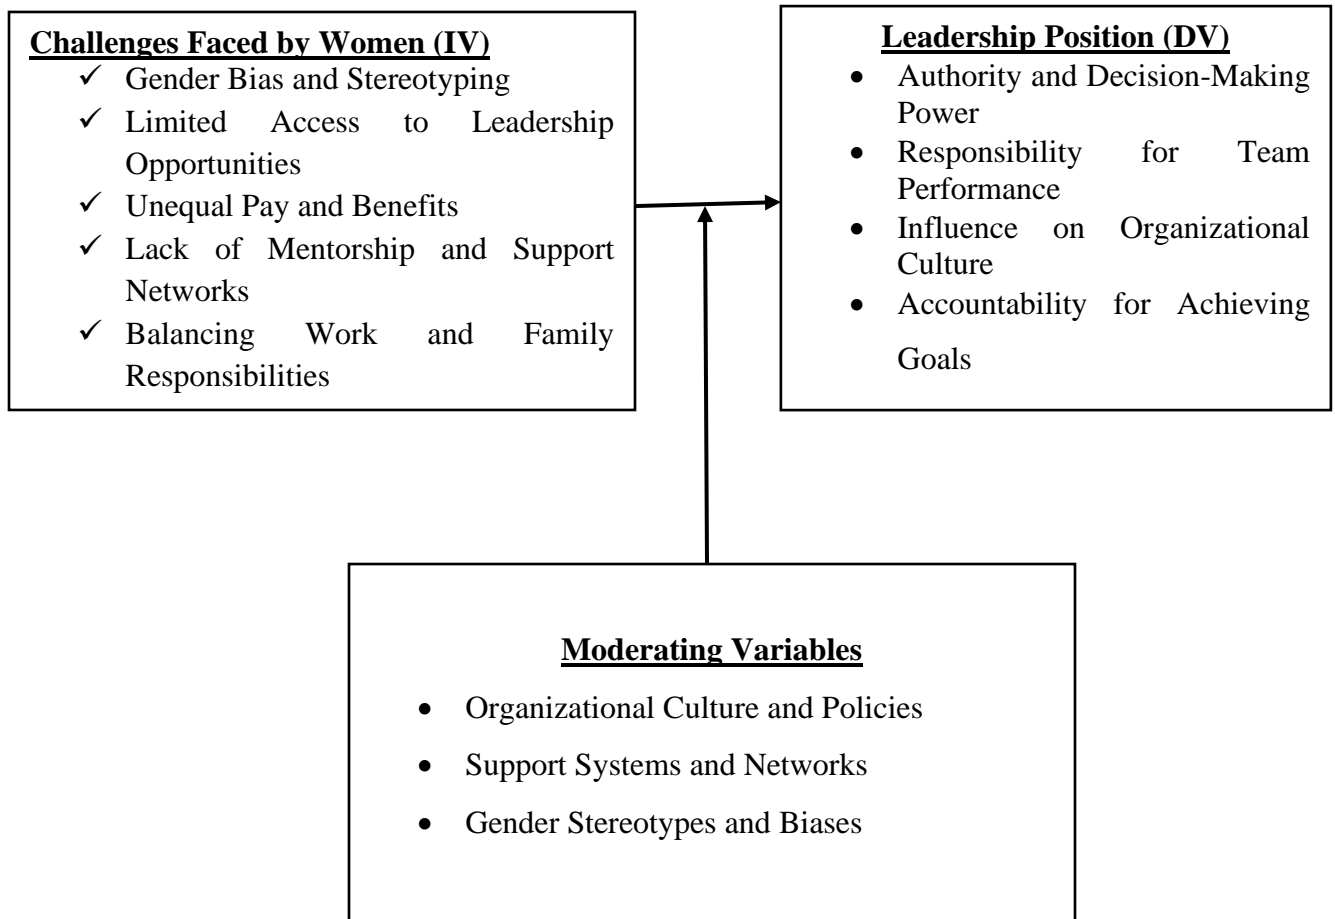 Challenges Faced by Women (IV)
✓ Gender Bias and Stereotyping
✓ Limited Access to Leadership
Opportunities
✓ Unequal Pay and Benefits
✓ Lack of Mentorship and Support
Networks
✓ Balancing Work and Family
Responsibilities
Leadership Position (DV)
• Authority and Decision-Making
Power
• Responsibility for Team
Performance
• Influence on Organizational
Culture
• Accountability for Achieving
Goals
Moderating Variables
• Organizational Culture and Policies
• Support Systems and Networks
• Gender Stereotypes and Biases